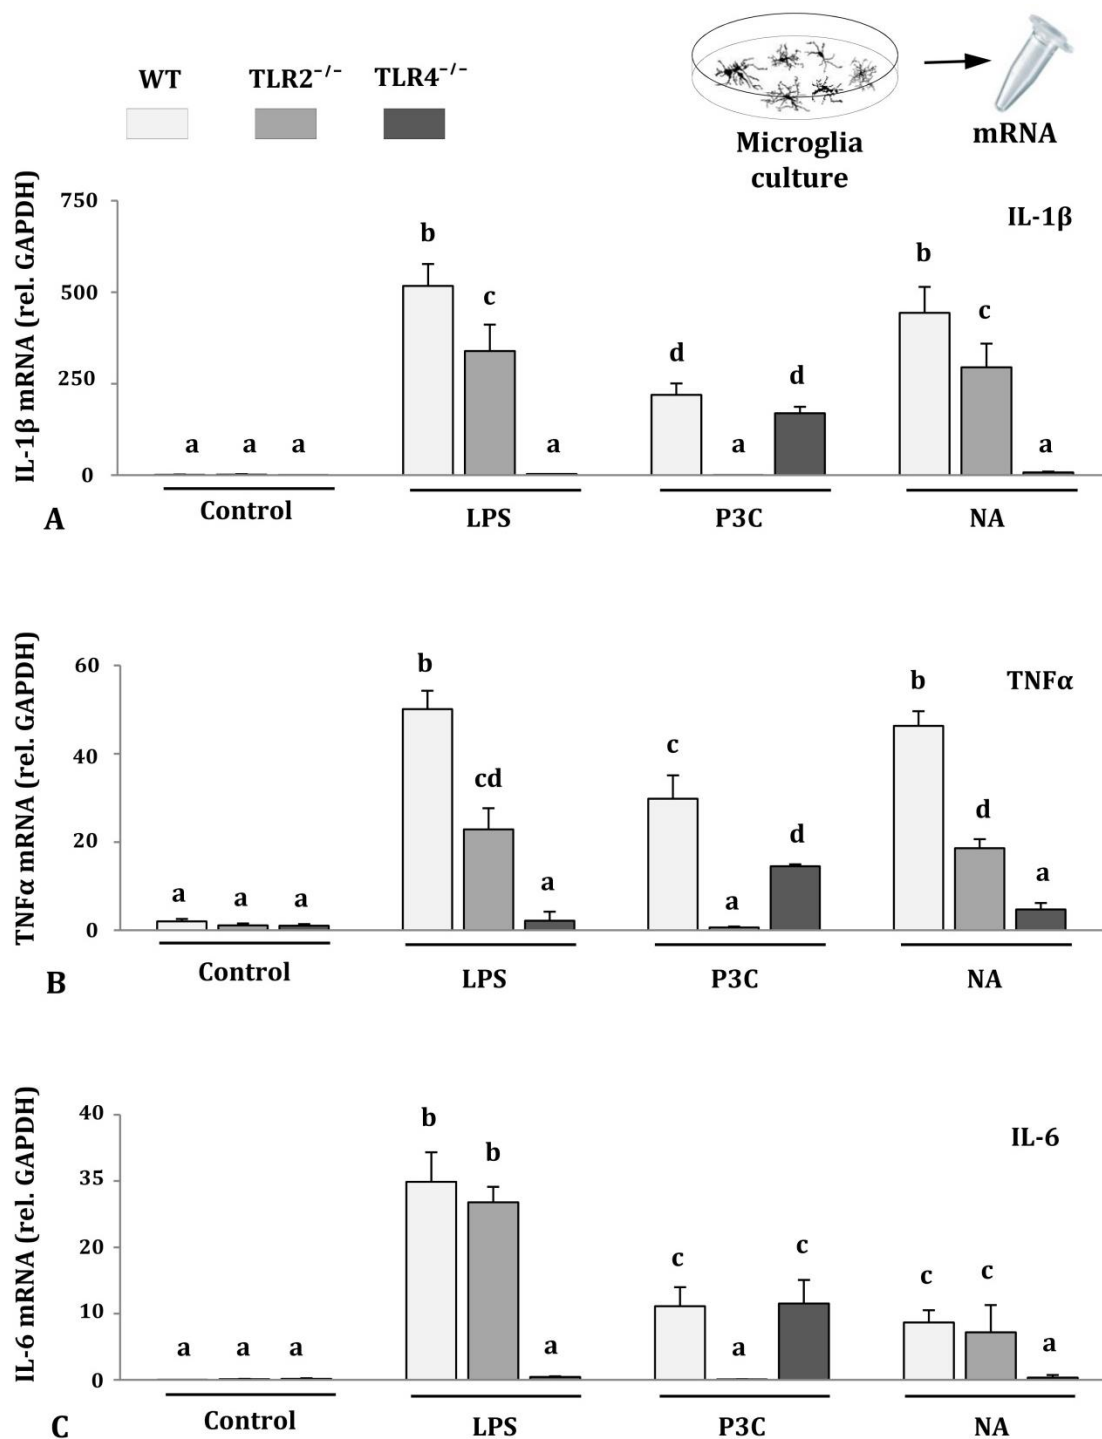 WT TLR2⁻/⁻ TLR4⁻/⁻
Microglia
culture
mRNA
IL-1β mRNA (rel. GAPDH)
750
500
250
0
IL-1β
a a a b c a d a d b c a
Control LPS P3C NA
A
TNFα mRNA (rel. GAPDH)
60
40
20
0
TNFα
a a a b cd a c a d b d a
Control LPS P3C NA
B
IL-6 mRNA (rel. GAPDH)
40
35
20
10
0
IL-6
a a a b b a c a c c c a
Control LPS P3C NA
C